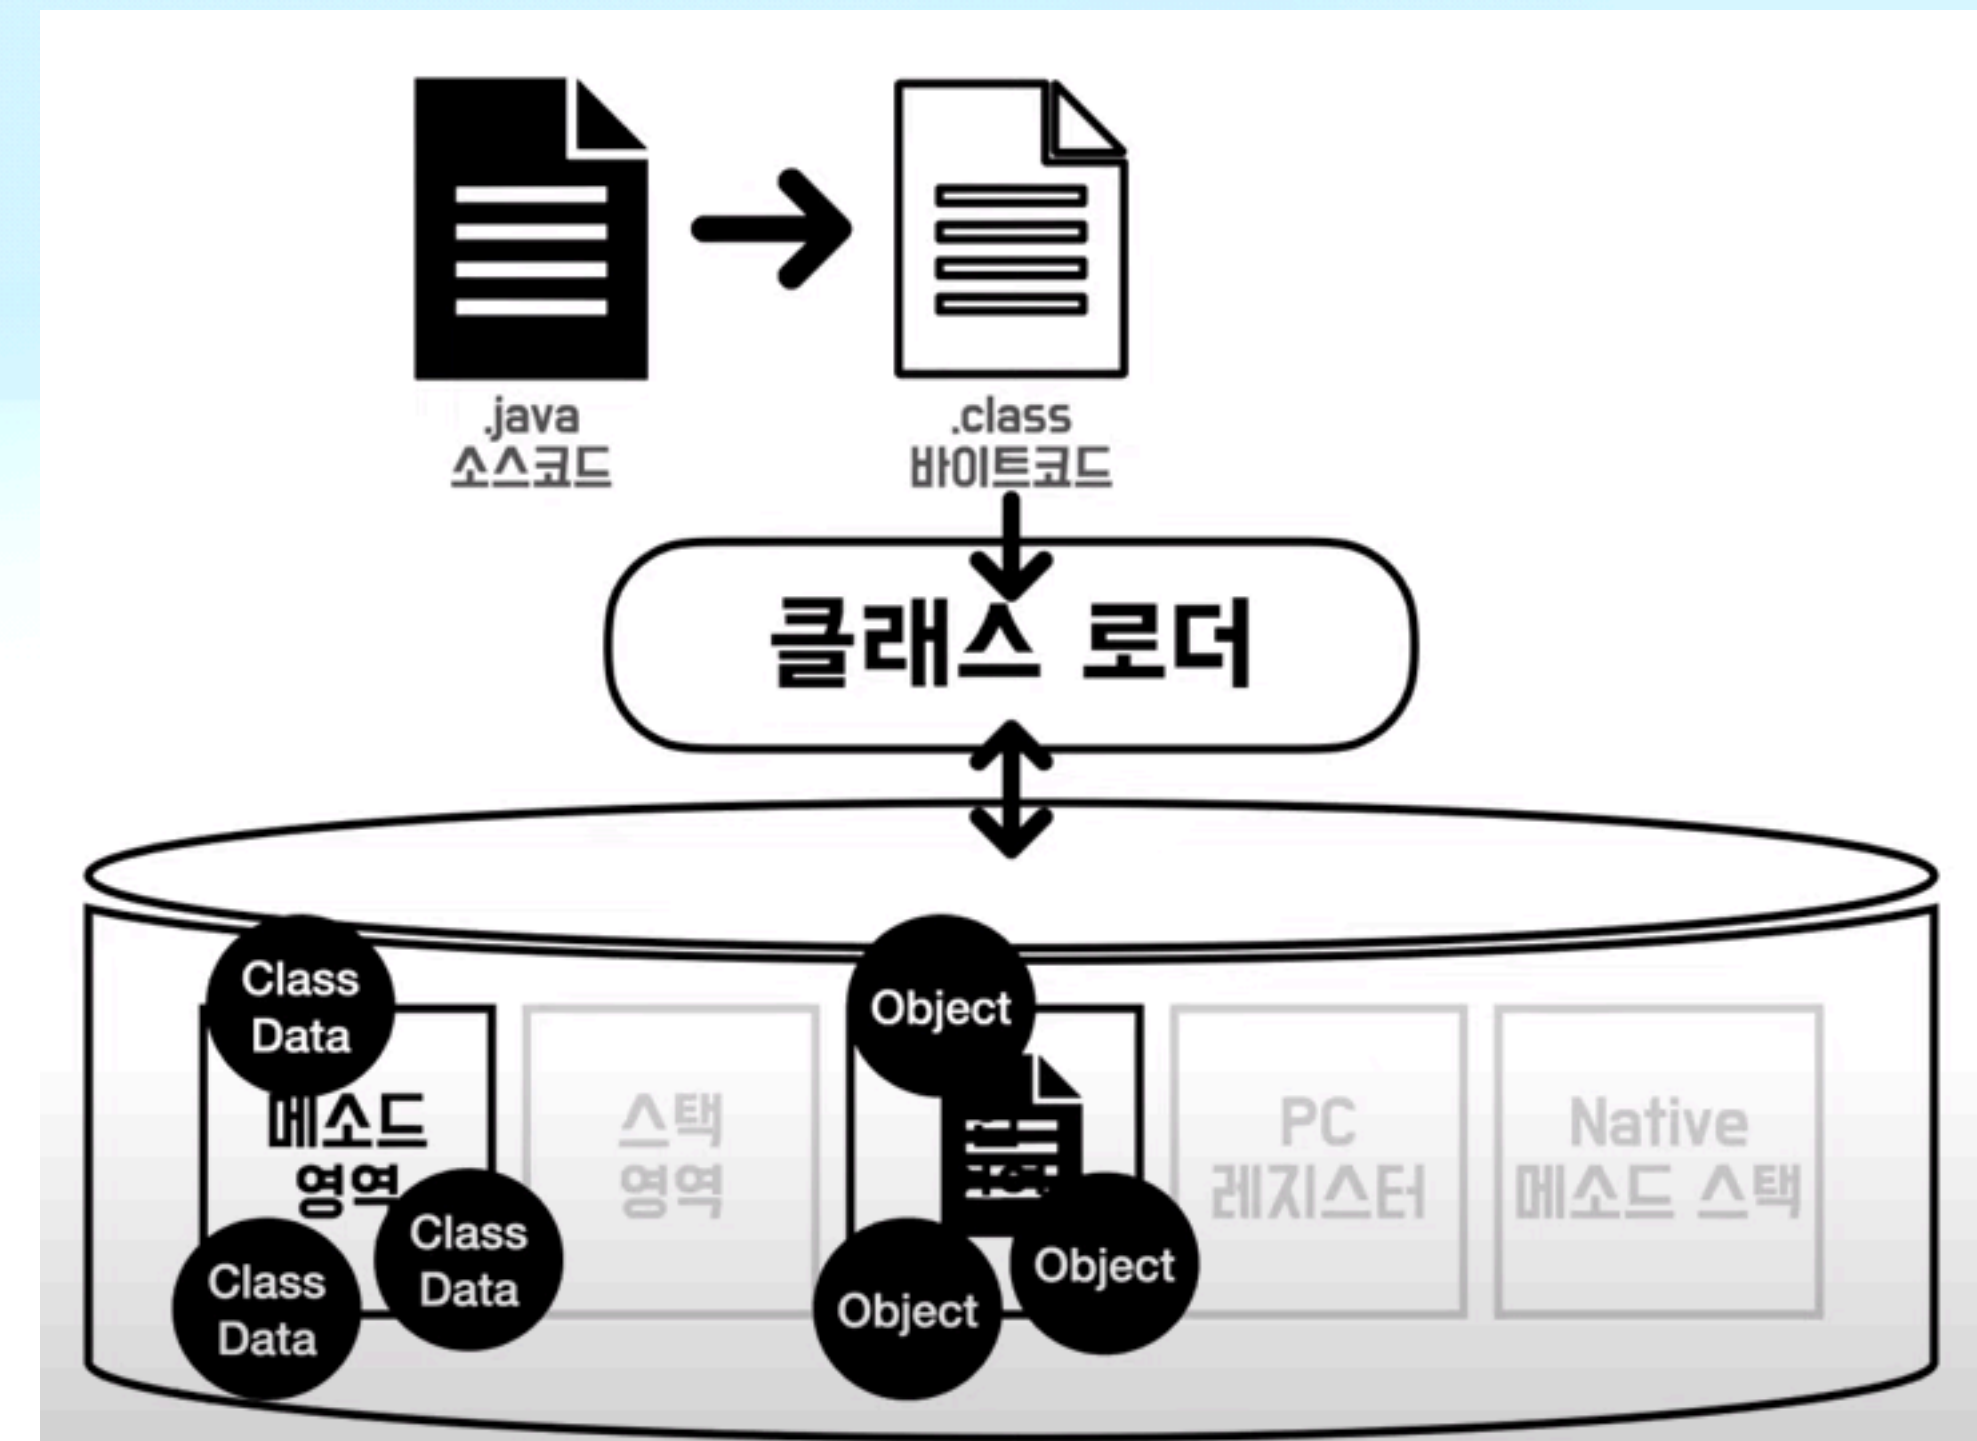 .java
소스코드
.class
바이트코드
클래스 로더
Class
Data
메소드
영역
Class
Data
Class
Data
스택
영역
Object
Object
Object
PC
레지스터
Native
메소드 스택